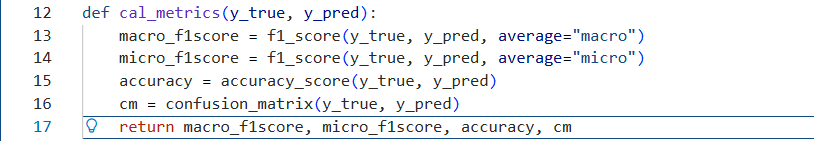 12 def cal_metrics(y_true, y_pred):
13     macro_f1score = f1_score(y_true, y_pred, average="macro")
14     micro_f1score = f1_score(y_true, y_pred, average="micro")
15     accuracy = accuracy_score(y_true, y_pred)
16     cm = confusion_matrix(y_true, y_pred)
17     return macro_f1score, micro_f1score, accuracy, cm